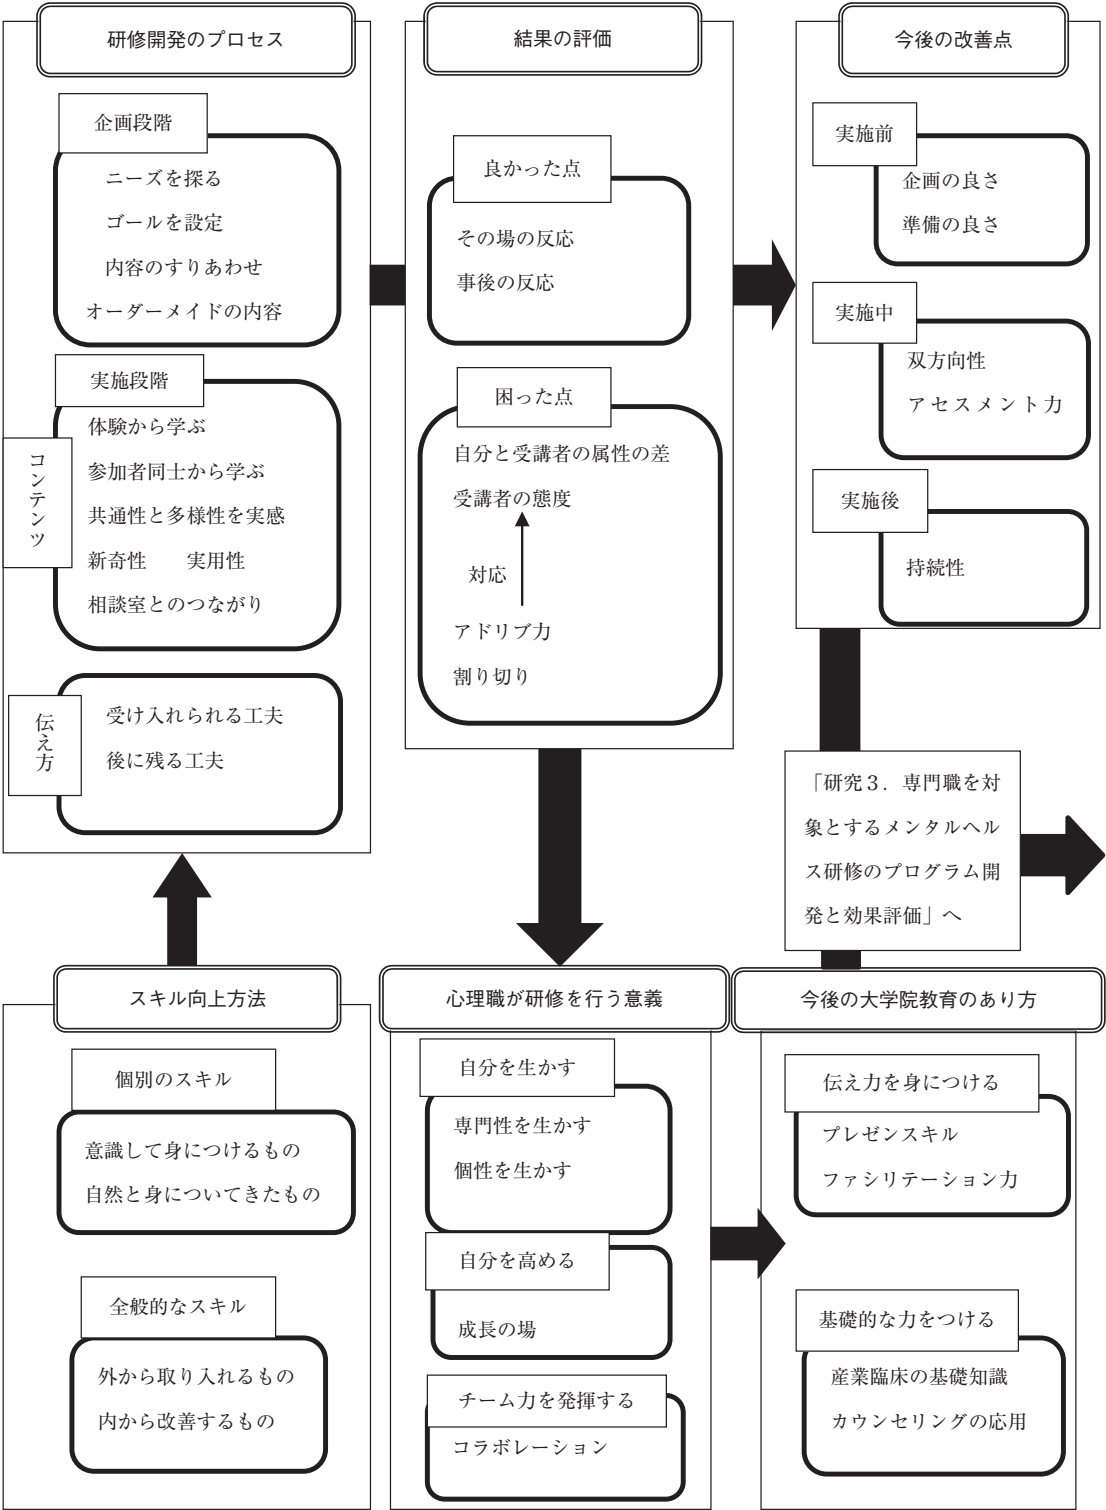 研修開発のプロセス
企画段階
ニーズを探る
ゴールを設定
内容のすりあわせ
オーダーメイドの内容
実施段階
コンテンツ
体験から学ぶ
参加者同士から学ぶ
共通性と多様性を実感
新奇性　　実用性
相談室とのつながり
伝え方
受け入れられる工夫
後に残る工夫
結果の評価
良かった点
その場の反応
事後の反応
困った点
自分と受講者の属性の差
受講者の態度
対応
アドリブ力
割り切り
今後の改善点
実施前
企画の良さ
準備の良さ
実施中
双方向性
アセスメント力
実施後
持続性
「研究３．専門職を対
象とするメンタルヘル
ス研修のプログラム開
発と効果評価」へ
スキル向上方法
個別のスキル
意識して身につけるもの
自然と身についてきたもの
全般的なスキル
外から取り入れるもの
内から改善するもの
心理職が研修を行う意義
自分を生かす
専門性を生かす
個性を生かす
自分を高める
成長の場
チーム力を発揮する
コラボレーション
今後の大学院教育のあり方
伝え力を身につける
プレゼンスキル
ファシリテーション力
基礎的な力をつける
産業臨床の基礎知識
カウンセリングの応用